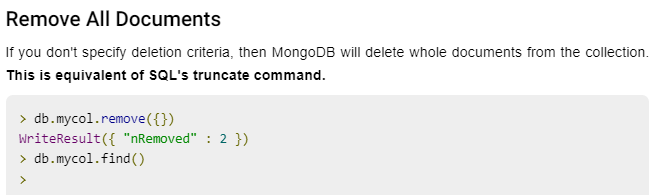 Remove All Documents
If you don't specify deletion criteria, then MongoDB will delete whole documents from the collection.
This is equivalent of SQL's truncate command.
> db.mycol.remove({})
WriteResult({ "nRemoved" : 2 })
> db.mycol.find()
>